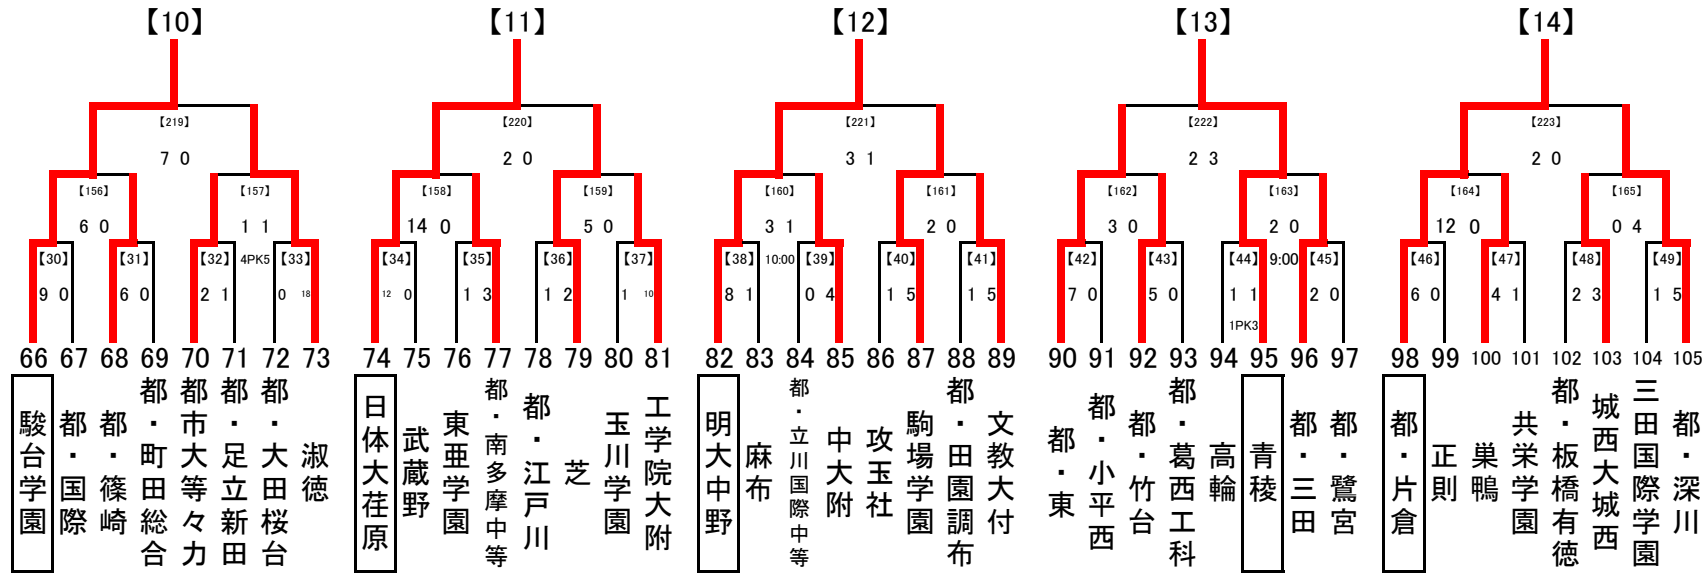 【10】 【11】 【12】 【13】 【14】
【219】 【220】 【221】 【222】 【223】
7 0 2 0 3 1 2 3 2 0
【156】 【157】 【158】 【159】 【160】 【161】 【162】 【163】 【164】 【165】
6 0 1 1 14 0 5 0 3 1 2 0 3 0 2 0 12 0 0 4
【30】 【31】 【32】 4PK5 【33】 【34】 【35】 【36】 【37】 【38】 10:00 【39】 【40】 【41】 【42】 【43】 【44】 9:00 【45】 【46】 【47】 【48】 【49】
9 0 6 0 2 1 0 18 12 0 1 3 1 2 1 10 8 1 0 4 1 5 1 5 7 0 5 0 1 1 2 0 6 0 4 1 2 3 1 5
1PK3
66 67 68 69 70 71 72 73 74 75 76 77 78 79 80 81 82 83 84 85 86 87 88 89 90 91 92 93 94 95 96 97 98 99 100 101 102 103 104 105
駿台学園
都・国際
都・篠崎
都・町田総合
都市大等々力
都・足立新田
都・大田桜台
淑徳
日体大荏原
武蔵野
東亜学園
都・南多摩中等
都・江戸川
芝
玉川学園
工学院大附
明大中野
麻布
都・立川国際中等
中大附
攻玉社
駒場学園
都・田園調布
文教大付
都・東
都・小平西
都・竹台
都・葛西工科
高輪
青稜
都・三田
都・鷺宮
都・片倉
正則
巣鴨
共栄学園
都・板橋有徳
城西大城西
三田国際学園
都・深川